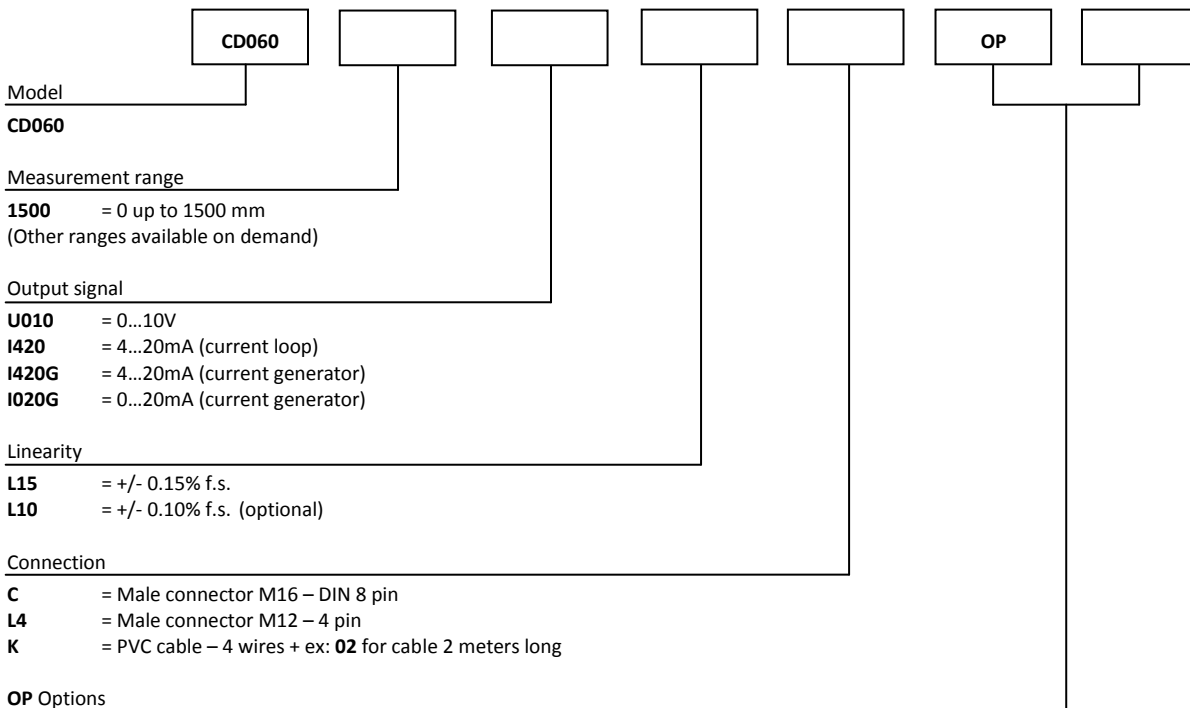 CD060 OP
Model
CD060
Measurement range
1500 = 0 up to 1500 mm
(Other ranges available on demand)
Output signal
U010 = 0...10V
I420 = 4...20mA (current loop)
I420G = 4...20mA (current generator)
I020G = 0...20mA (current generator)
Linearity
L15 = +/- 0.15% f.s.
L10 = +/- 0.10% f.s. (optional)
Connection
C = Male connector M16 – DIN 8 pin
L4 = Male connector M12 – 4 pin
K = PVC cable – 4 wires + ex: 02 for cable 2 meters long
OP Options